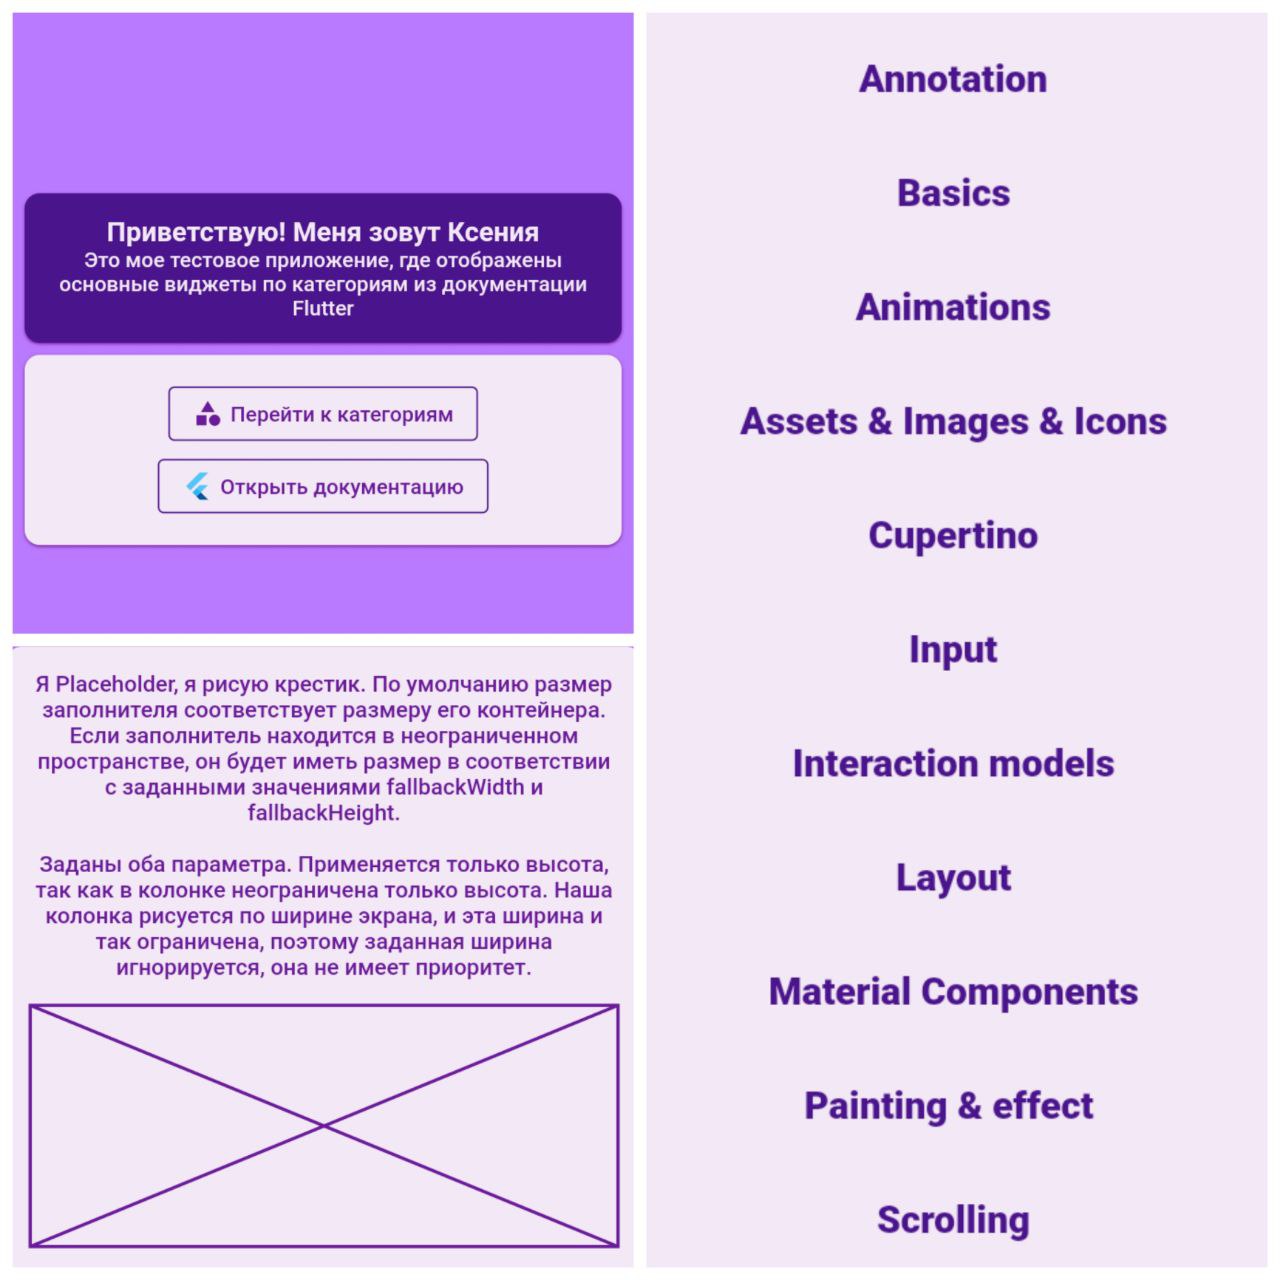 Приветствую! Меня зовут Ксения
Это мое тестовое приложение, где отображены
основные виджеты по категориям из документации
Flutter
Перейти к категориям
Открыть документацию
Я Placeholder, я рисую крестик. По умолчанию размер
заполнителя соответствует размеру его контейнера.
Если заполнитель находится в неограниченном
пространстве, он будет иметь размер в соответствии
с заданными значениями fallbackWidth и
fallbackHeight.
Заданы оба параметра. Применяется только высота,
так как в колонке неограничена только высота. Наша
колонка рисуется по ширине экрана, и эта ширина и
так ограничена, поэтому заданная ширина
игнорируется, она не имеет приоритет.
Annotation
Basics
Animations
Assets & Images & Icons
Cupertino
Input
Interaction models
Layout
Material Components
Painting & effect
Scrolling